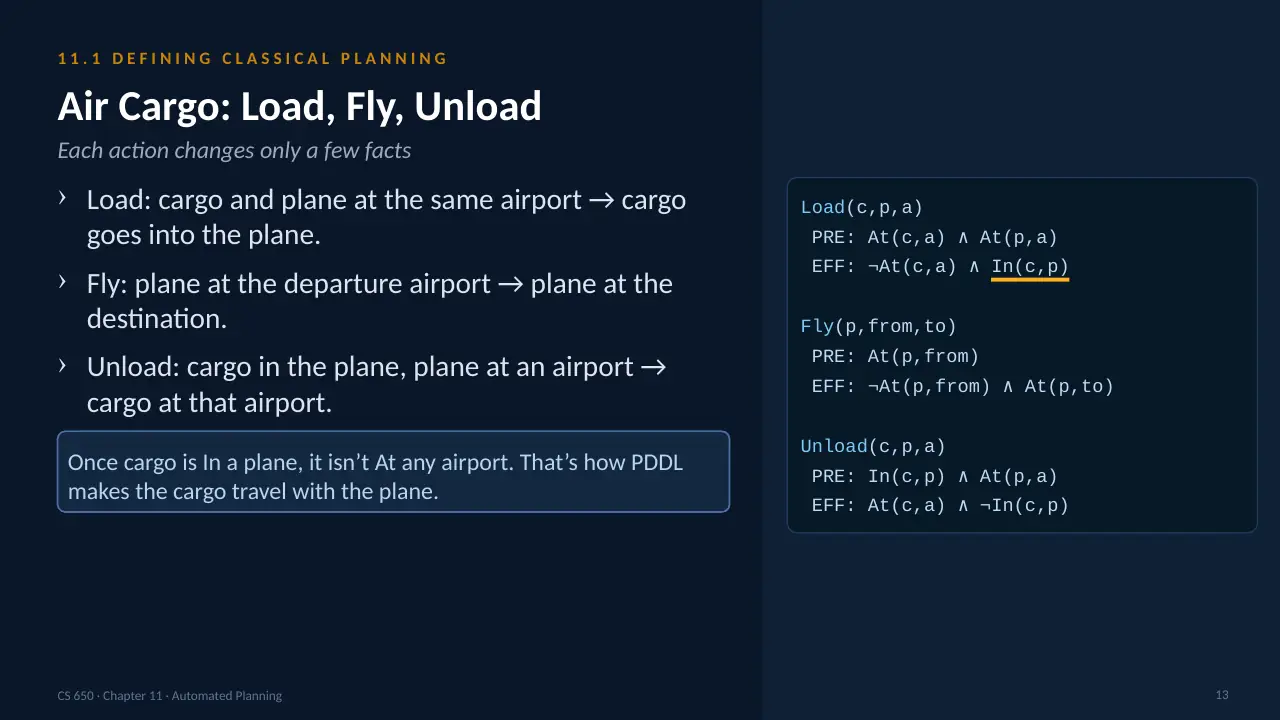 11.1 DEFINING CLASSICAL PLANNING
Air Cargo: Load, Fly, Unload
Each action changes only a few facts
› Load: cargo and plane at the same airport → cargo
goes into the plane.
› Fly: plane at the departure airport → plane at the
destination.
› Unload: cargo in the plane, plane at an airport →
cargo at that airport.
Once cargo is In a plane, it isn’t At any airport. That’s how PDDL
makes the cargo travel with the plane.
Load(c,p,a)
PRE: At(c,a) ∧ At(p,a)
EFF: ¬At(c,a) ∧ In(c,p)
Fly(p,from,to)
PRE: At(p,from)
EFF: ¬At(p,from) ∧ At(p,to)
Unload(c,p,a)
PRE: In(c,p) ∧ At(p,a)
EFF: At(c,a) ∧ ¬In(c,p)
CS 650 · Chapter 11 · Automated Planning
13